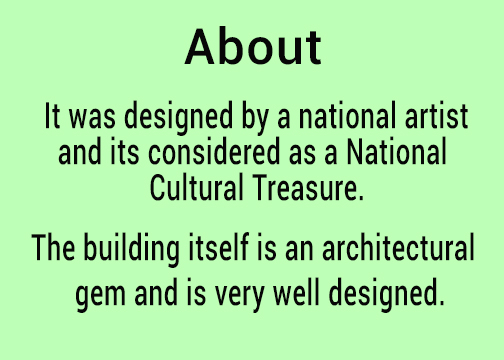 About
It was designed by a national artist
and its considered as a National
Cultural Treasure.
The building itself is an architectural
gem and is very well designed.